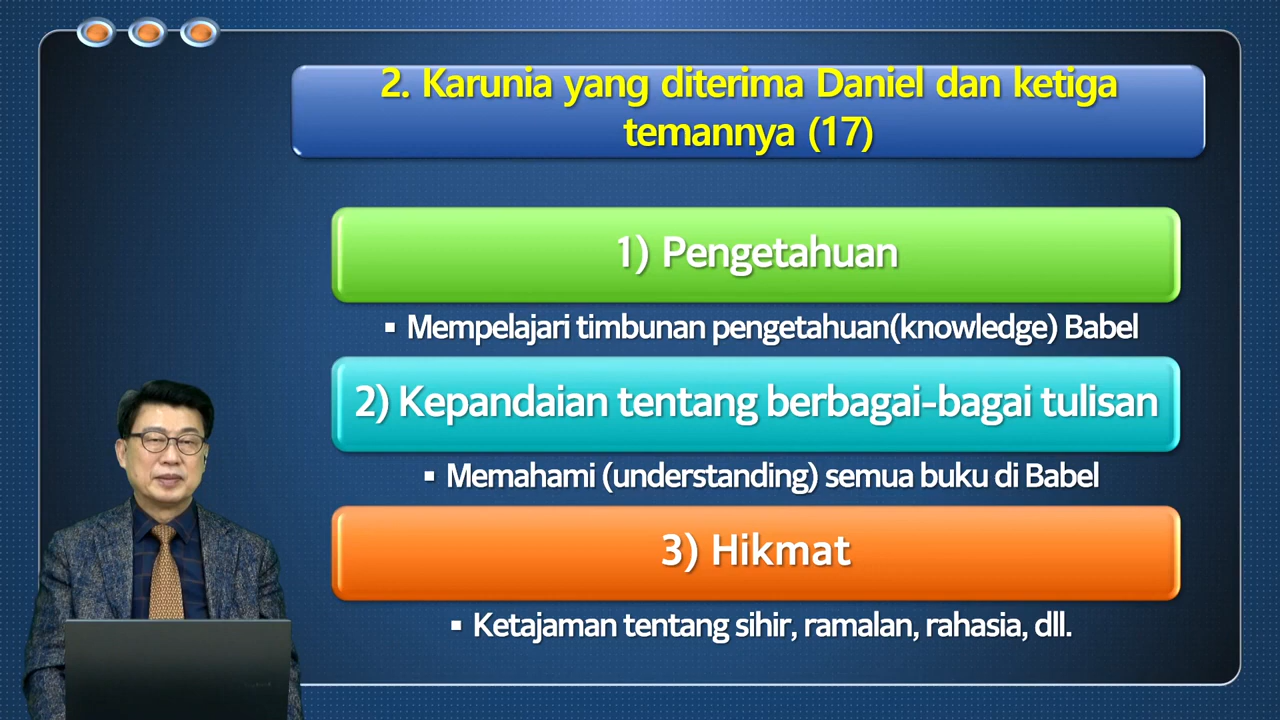 2. Karunia yang diterima Daniel dan ketiga
temannya (17)
1) Pengetahuan
▪ Mempelajari timbunan pengetahuan(knowledge) Babel
2) Kepandaian tentang berbagai-bagai tulisan
▪ Memahami (understanding) semua buku di Babel
3) Hikmat
▪ Ketajaman tentang sihir, ramalan, rahasia, dll.